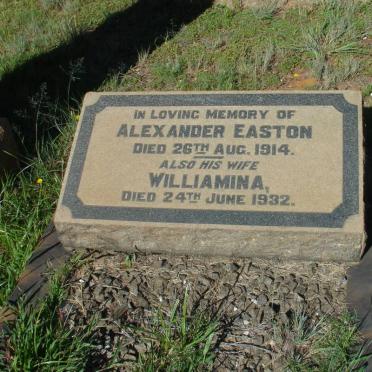 IN LOVING MEMORY OF
ALEXANDER EASTON
DIED 26TH AUG. 1914.
ALSO HIS WIFE
WILLIAMINA,
DIED 24TH JUNE 1932.